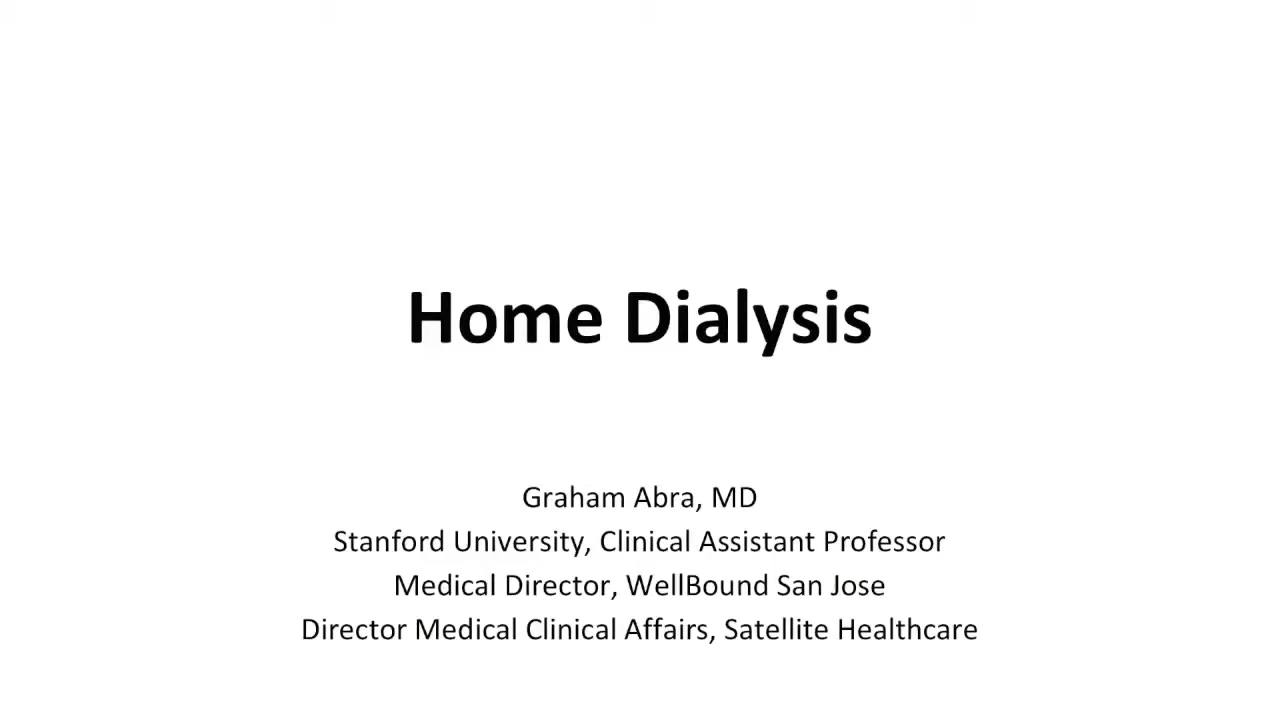 Home Dialysis
Graham Abra, MD
Stanford University, Clinical Assistant Professor
Medical Director, WellBound San Jose
Director Medical Clinical Affairs, Satellite Healthcare